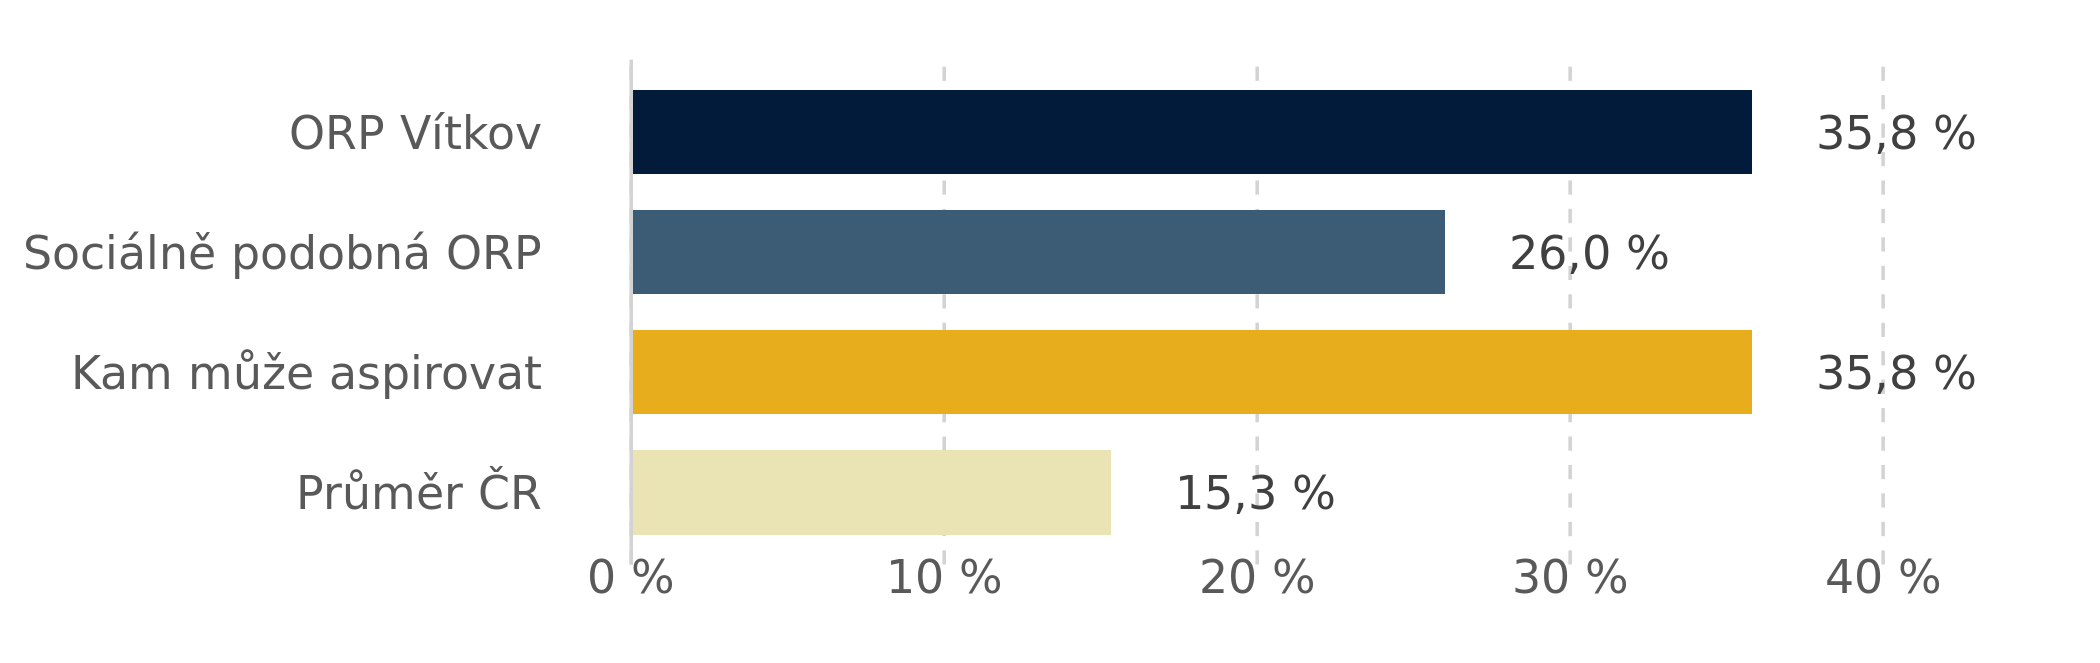 ORP Vítkov 35,8 %
Sociálně podobná ORP 26,0 %
Kam může aspirovat 35,8 %
Průměr ČR 15,3 %
0 % 10 % 20 % 30 % 40 %